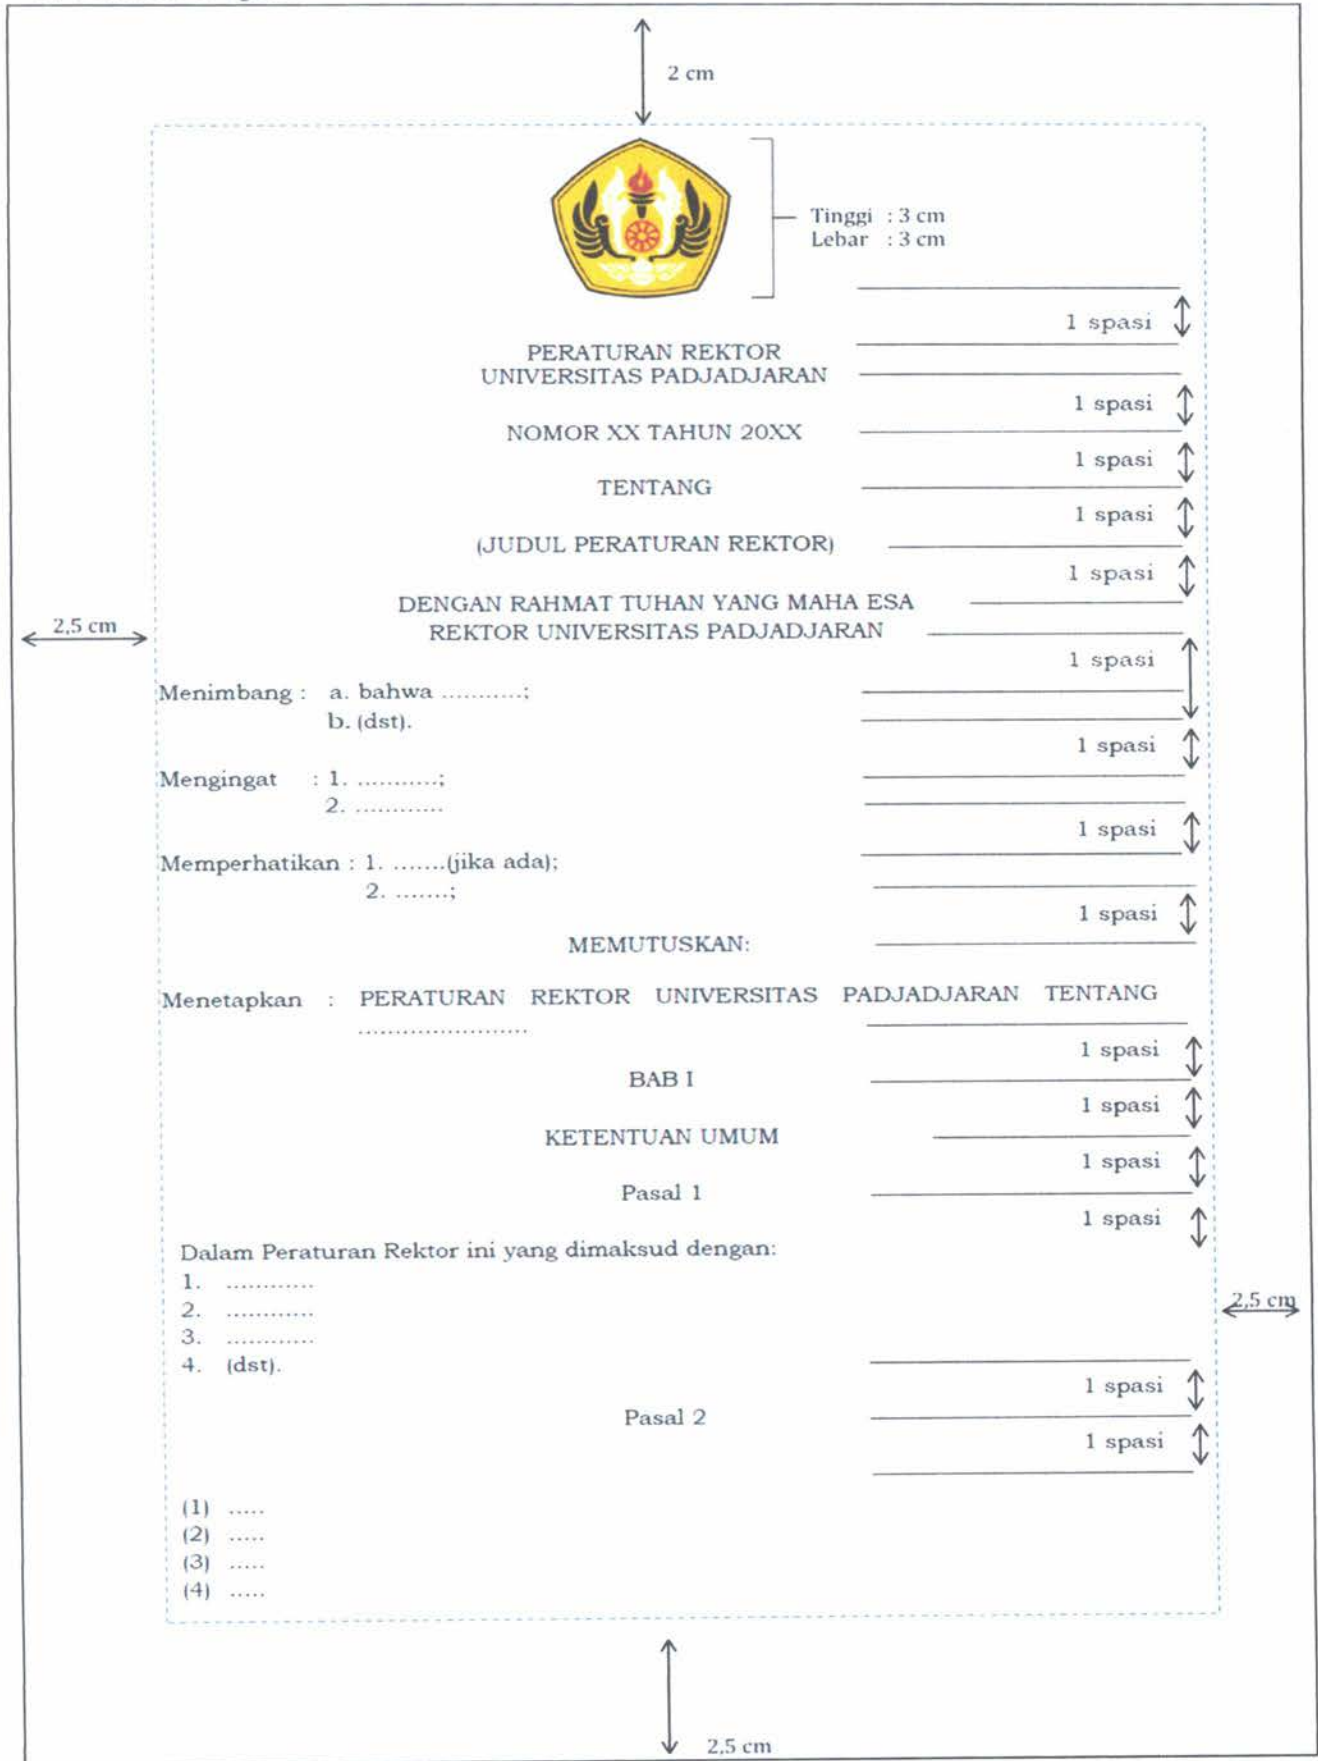 2 cm
Tinggi : 3 cm
Lebar : 3 cm
1 spasi
PERATURAN REKTOR
UNIVERSITAS PADJADJARAN
1 spasi
NOMOR XX TAHUN 20XX
1 spasi
TENTANG
1 spasi
(JUDUL PERATURAN REKTOR)
1 spasi
DENGAN RAHMAT TUHAN YANG MAHA ESA
2,5 cm
REKTOR UNIVERSITAS PADJADJARAN
1 spasi
Menimbang : a. bahwa ...........;
b. (dst).
1 spasi
Mengingat : 1. ...........;
2. ............
1 spasi
Memperhatikan : 1. .......(jika ada);
2. .......;
1 spasi
MEMUTUSKAN:
Menetapkan : PERATURAN REKTOR UNIVERSITAS PADJADJARAN TENTANG
.......................
1 spasi
BAB I
1 spasi
KETENTUAN UMUM
1 spasi
Pasal 1
1 spasi
Dalam Peraturan Rektor ini yang dimaksud dengan:
1. ............
2. ............
2,5 cm
3. ............
4. (dst).
1 spasi
Pasal 2
1 spasi
(1) .....
(2) .....
(3) .....
(4) .....
2,5 cm